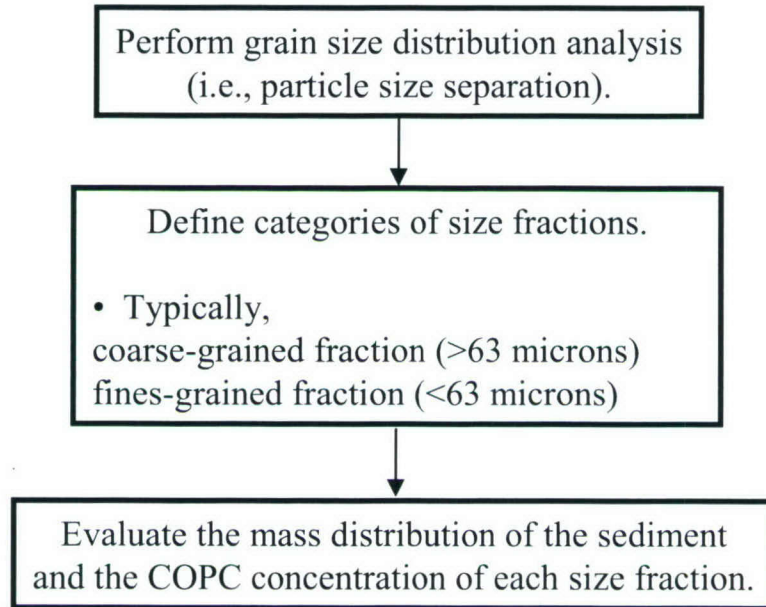 Perform grain size distribution analysis
(i.e., particle size separation).
Define categories of size fractions.
• Typically,
coarse-grained fraction (>63 microns)
fines-grained fraction (<63 microns)
Evaluate the mass distribution of the sediment
and the COPC concentration of each size fraction.